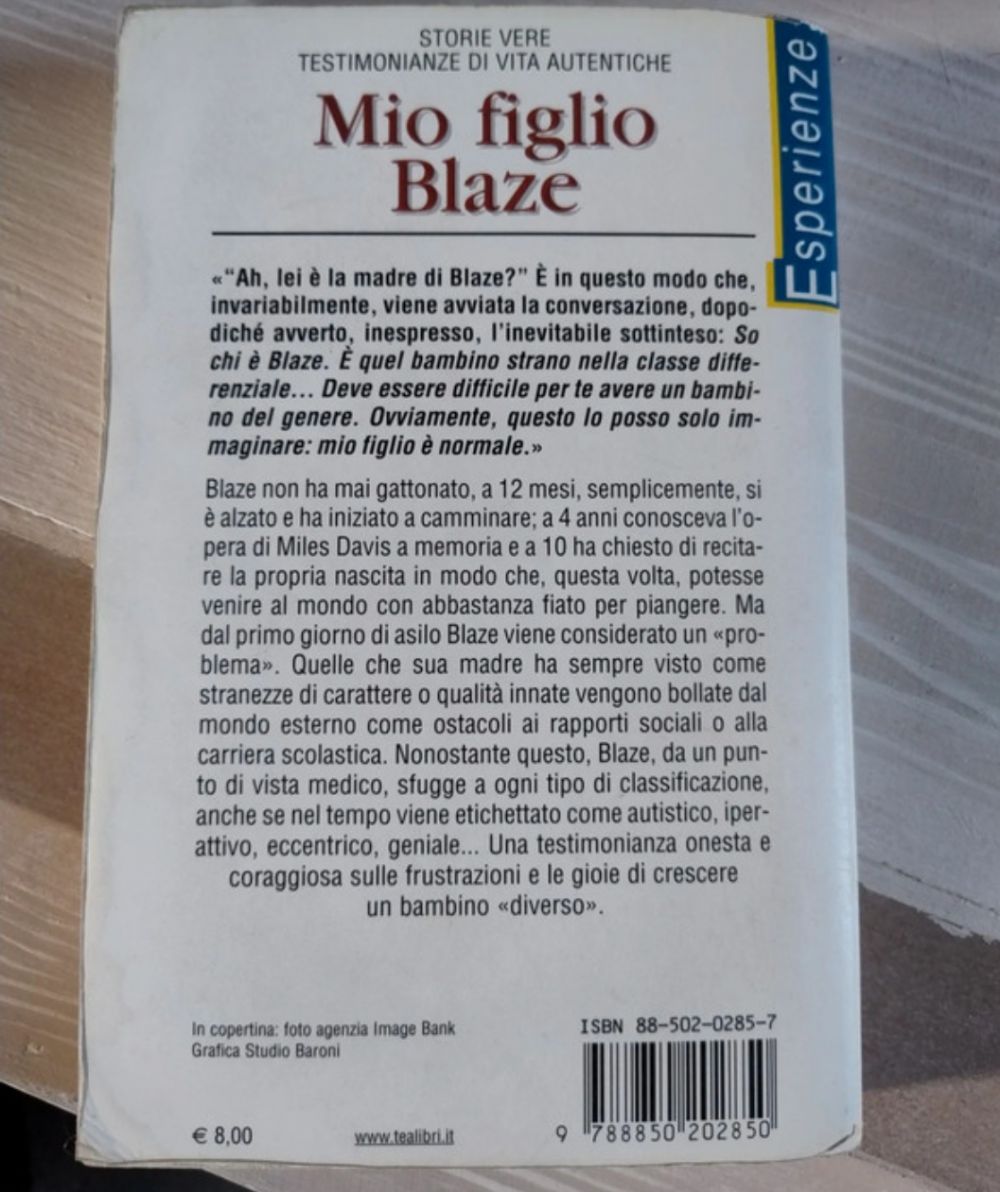 STORIE VERE
TESTIMONIANZE DI VITA AUTENTICHE
Mio figlio
Blaze
Esperienze
«“Ah, lei è la madre di Blaze?” È in questo modo che,
invariabilmente, viene avviata la conversazione, dopo-
diché avverto, inespresso, l'inevitabile sottinteso: So
chi è Blaze. È quel bambino strano nella classe diffe-
renziale... Deve essere difficile per te avere un bambi-
no del genere. Ovviamente, questo lo posso solo im-
maginare: mio figlio è normale.»
Blaze non ha mai gattonato, a 12 mesi, semplicemente, si
è alzato e ha iniziato a camminare; a 4 anni conosceva l'o-
pera di Miles Davis a memoria e a 10 ha chiesto di recita-
re la propria nascita in modo che, questa volta, potesse
venire al mondo con abbastanza fiato per piangere. Ma
dal primo giorno di asilo Blaze viene considerato un «pro-
blema». Quelle che sua madre ha sempre visto come
stranezze di carattere o qualità innate vengono bollate dal
mondo esterno come ostacoli ai rapporti sociali o alla
carriera scolastica. Nonostante questo, Blaze, da un pun-
to di vista medico, sfugge a ogni tipo di classificazione,
anche se nel tempo viene etichettato come autistico, iper-
attivo, eccentrico, geniale... Una testimonianza onesta e
coraggiosa sulle frustrazioni e le gioie di crescere
un bambino «diverso».
In copertina: foto agenzia Image Bank
Grafica Studio Baroni
ISBN 88-502-0285-7
€ 8,00
www.tealibri.it
9 788850 202850